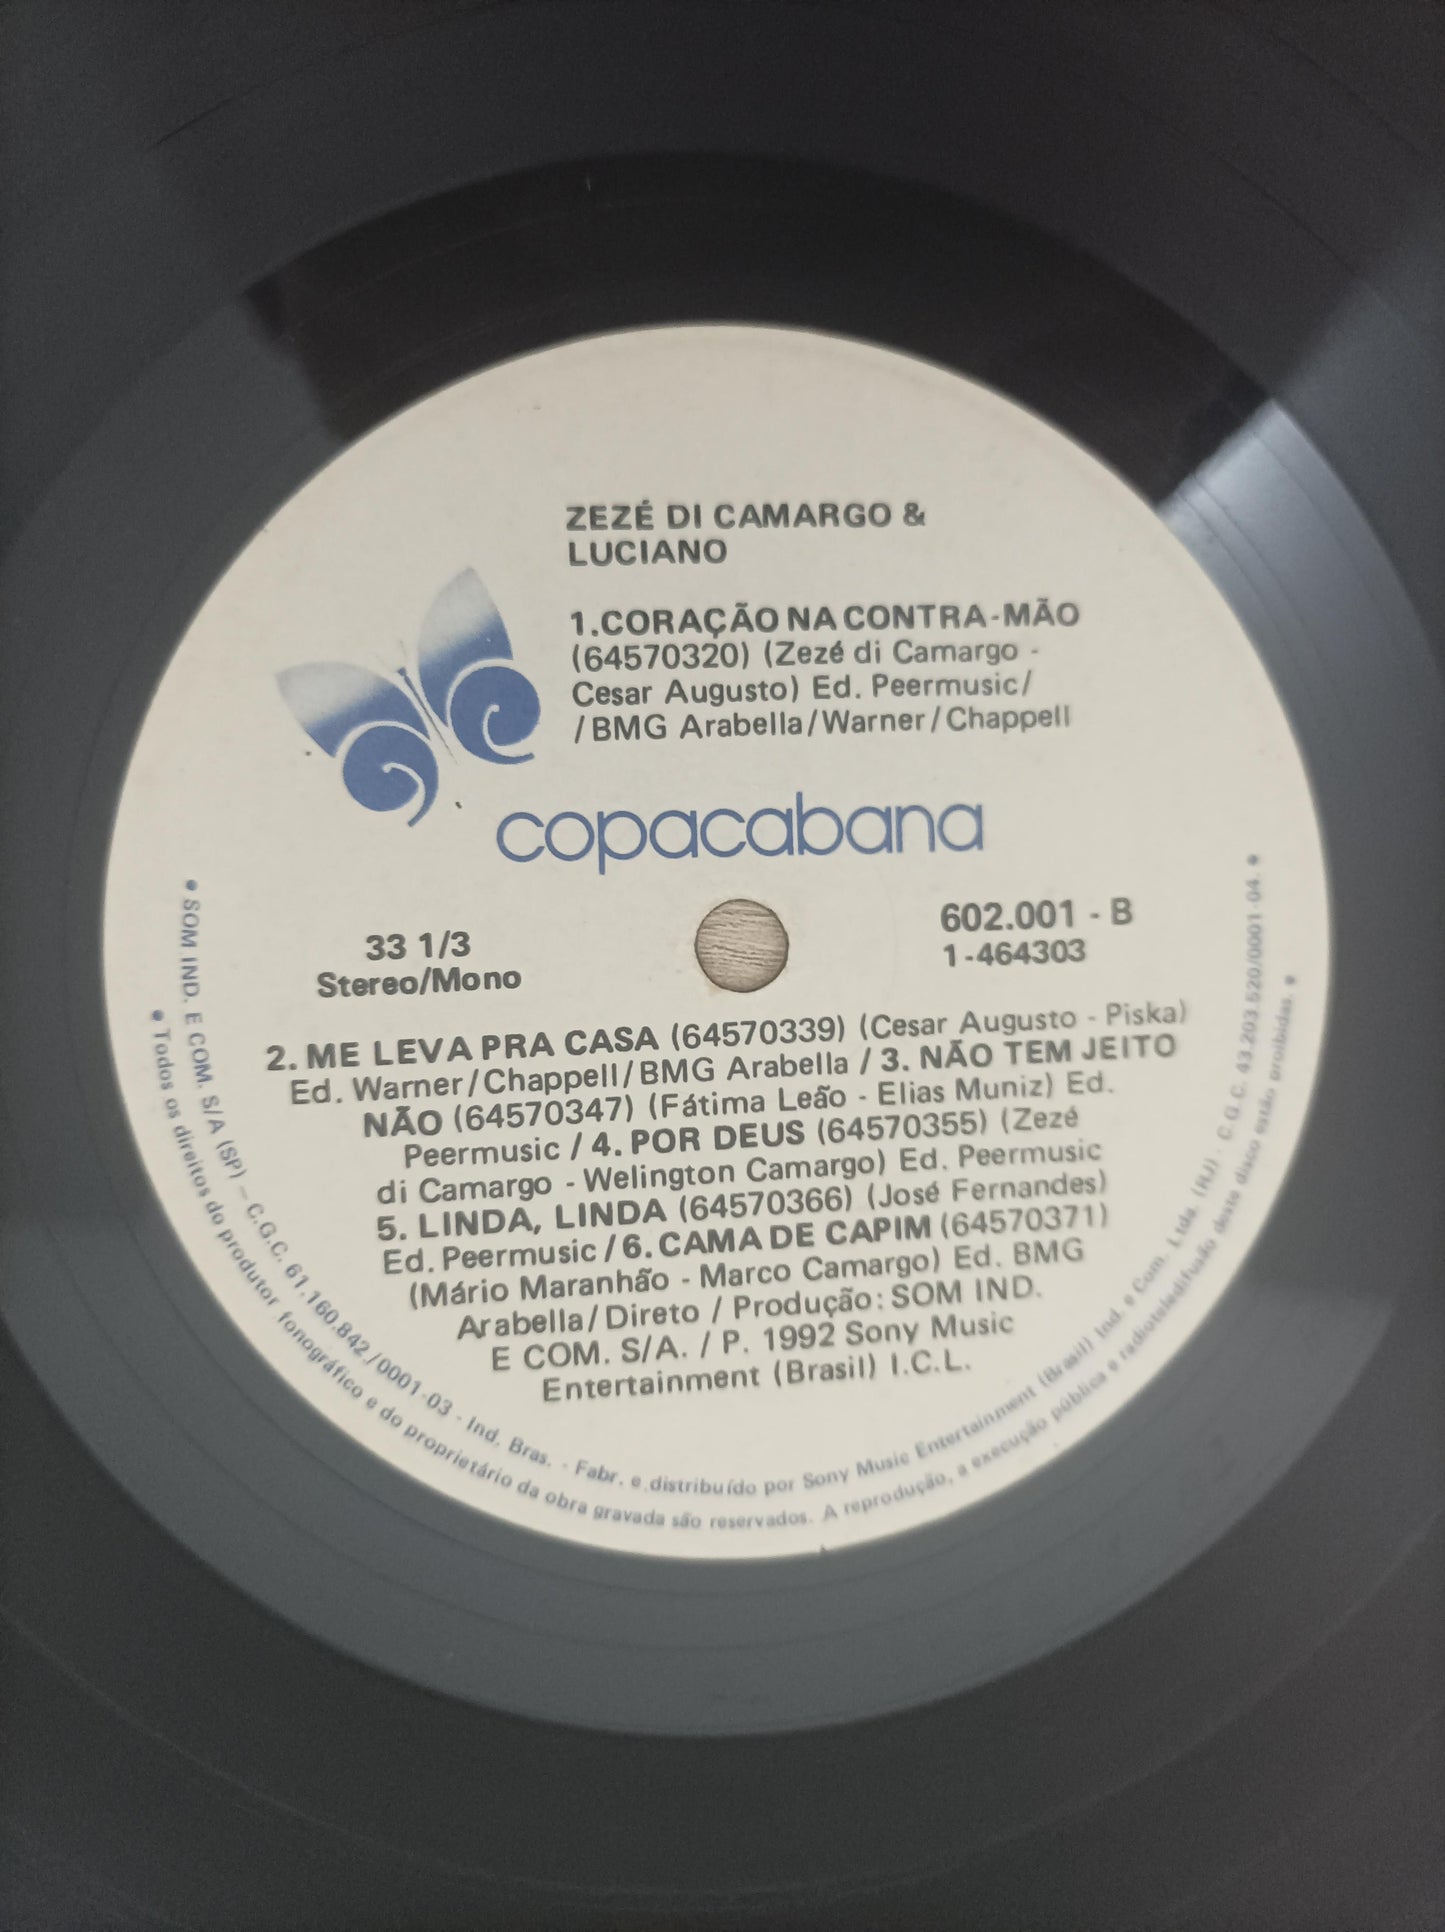 ZEZÉ DI CAMARGO &
LUCIANO
1.CORAÇÃO NA CONTRA-MÃO
(64570320) (Zezé di Camargo -
Cesar Augusto) Ed. Peermusic/
/BMG Arabella/Warner/Chappell
copacabana
33 1/3
Stereo/Mono
602.001 - B
1-464303
2. ME LEVA PRA CASA (64570339) (Cesar Augusto - Piska)
Ed. Warner/Chappell/BMG Arabella / 3. NÃO TEM JEITO
NÃO (64570347) (Fátima Leão - Elias Muniz) Ed.
Peermusic / 4. POR DEUS (64570355) (Zezé
di Camargo - Welington Camargo) Ed. Peermusic
5. LINDA, LINDA (64570366) (José Fernandes)
Ed. Peermusic / 6. CAMA DE CAPIM (64570371)
(Mário Maranhão - Marco Camargo) Ed. BMG
Arabella/Direto / Produção: SOM IND.
E COM. S/A. / P. 1992 Sony Music
Entertainment (Brasil) I.C.L.
• SOM IND. E COM. S/A (SP) – C.G.C. 61.160.842/0001-03 - Ind. Bras. - Fabr. e distribuído por Sony Music Entertainment (Brasil) Ind. e Com. Ltda. (RJ) - C.G.C. 43.203.520/0001-04. •
• Todos os direitos do produtor fonográfico e do proprietário da obra gravada são reservados. A reprodução, a execução pública e radioteledifusão deste disco estão proibidas. •